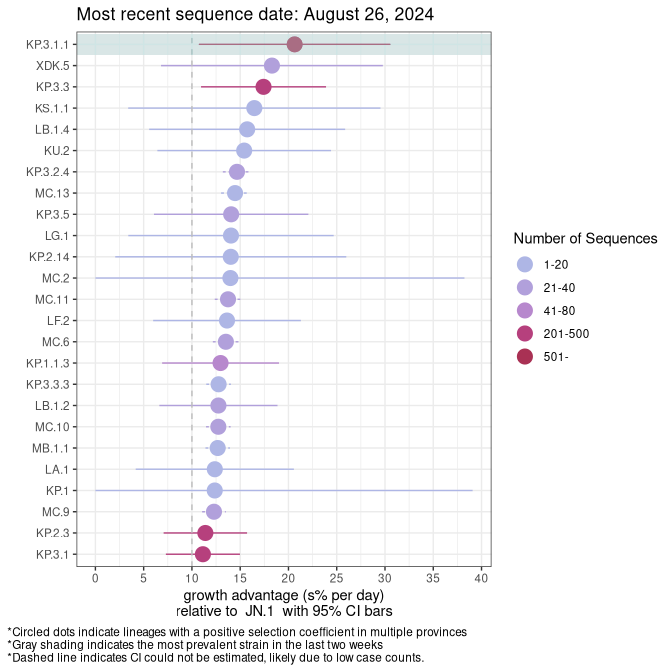 Most recent sequence date: August 26, 2024
KP.3.1.1
XDK.5
KP.3.3
KS.1.1
LB.1.4
KU.2
KP.3.2.4
MC.13
KP.3.5
LG.1
KP.2.14
MC.2
MC.11
LF.2
MC.6
KP.1.1.3
KP.3.3.3
LB.1.2
MC.10
MB.1.1
LA.1
KP.1
MC.9
KP.2.3
KP.3.1
0 5 10 15 20 25 30 35 40
growth advantage (s% per day)
relative to JN.1 with 95% CI bars
Number of Sequences
1-20
21-40
41-80
201-500
501-
*Circled dots indicate lineages with a positive selection coefficient in multiple provinces
*Gray shading indicates the most prevalent strain in the last two weeks
*Dashed line indicates CI could not be estimated, likely due to low case counts.